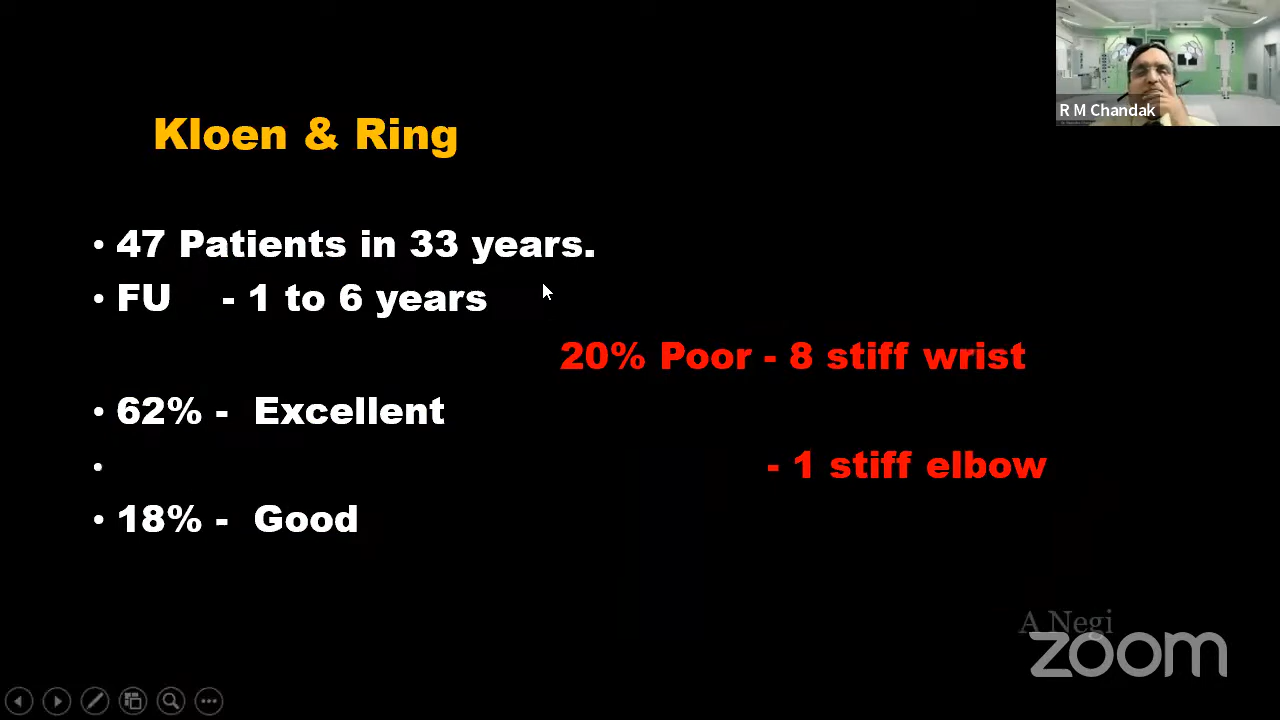 R M Chandak
Kloen & Ring
• 47 Patients in 33 years.
• FU - 1 to 6 years
20% Poor - 8 stiff wrist
• 62% - Excellent
•
- 1 stiff elbow
• 18% - Good
A Negi
zoom